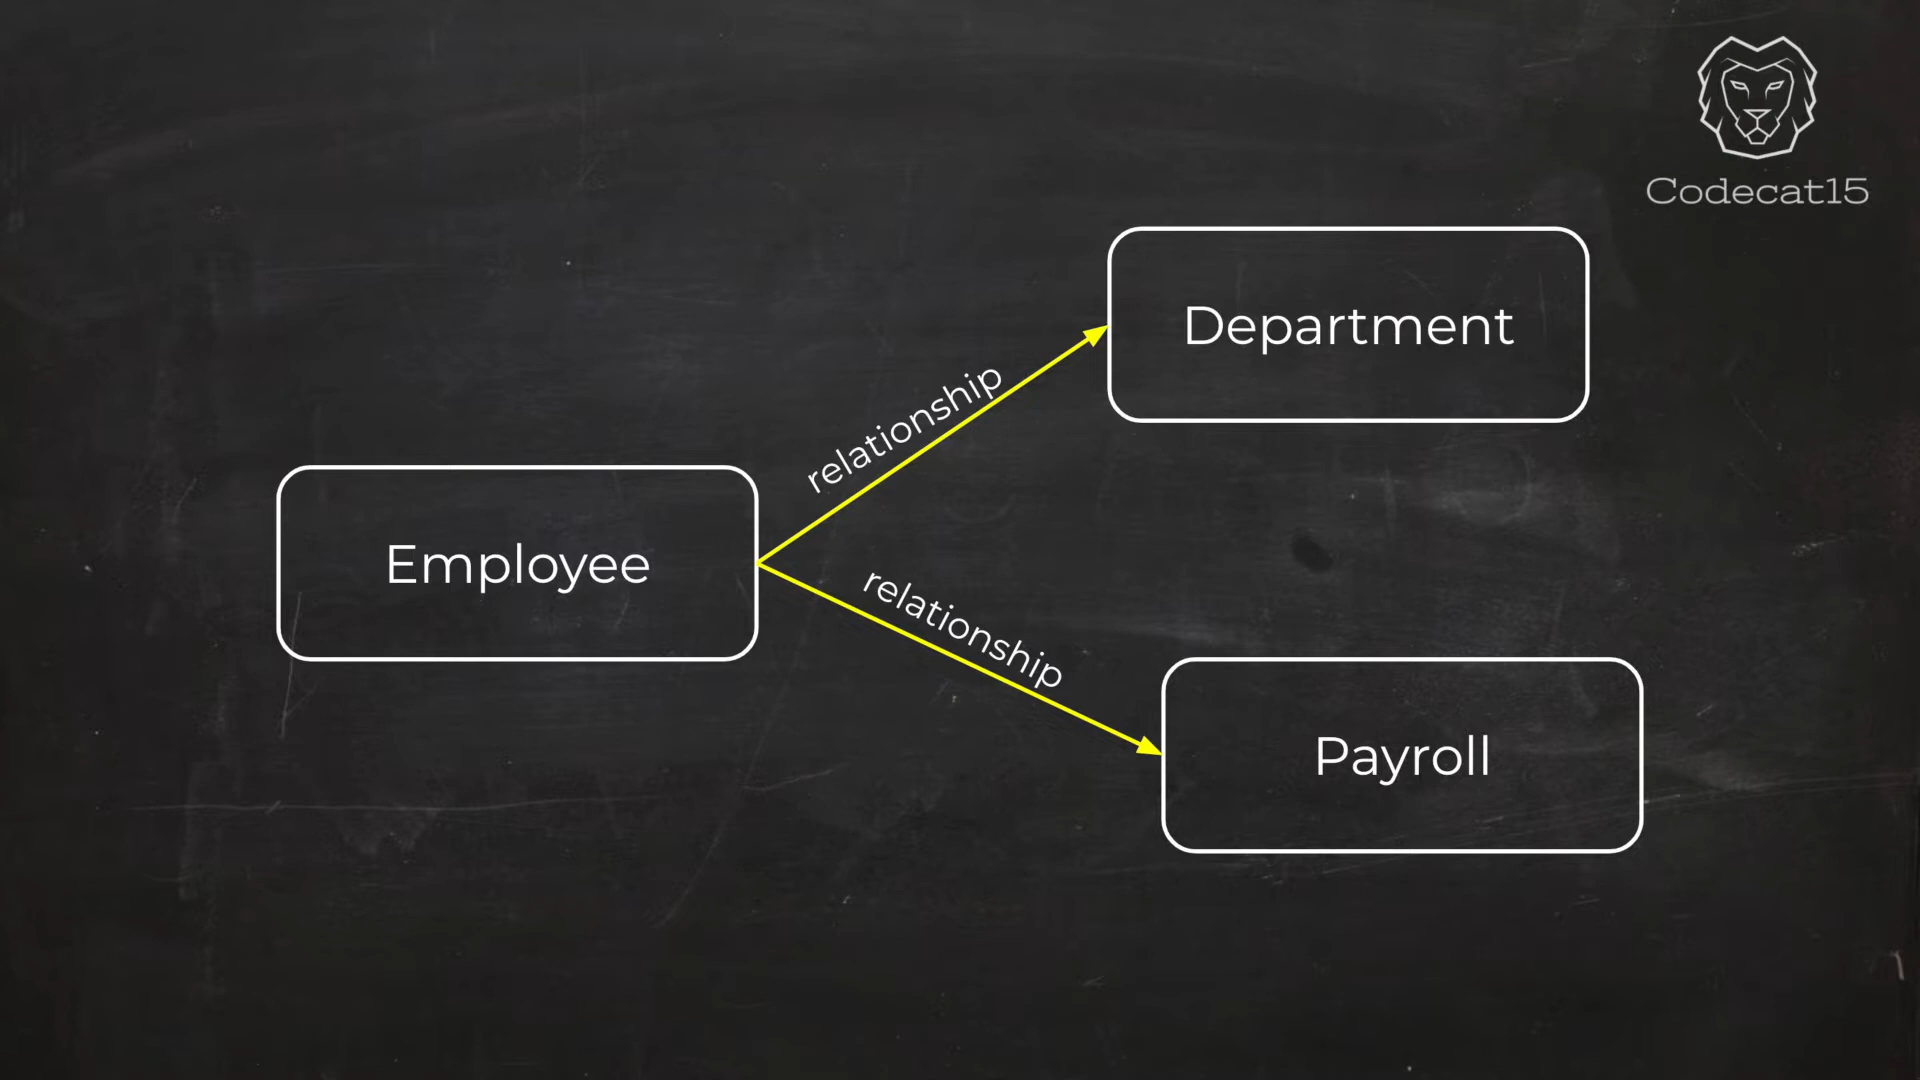 Codecat15
Department
relationship
Employee
relationship
Payroll